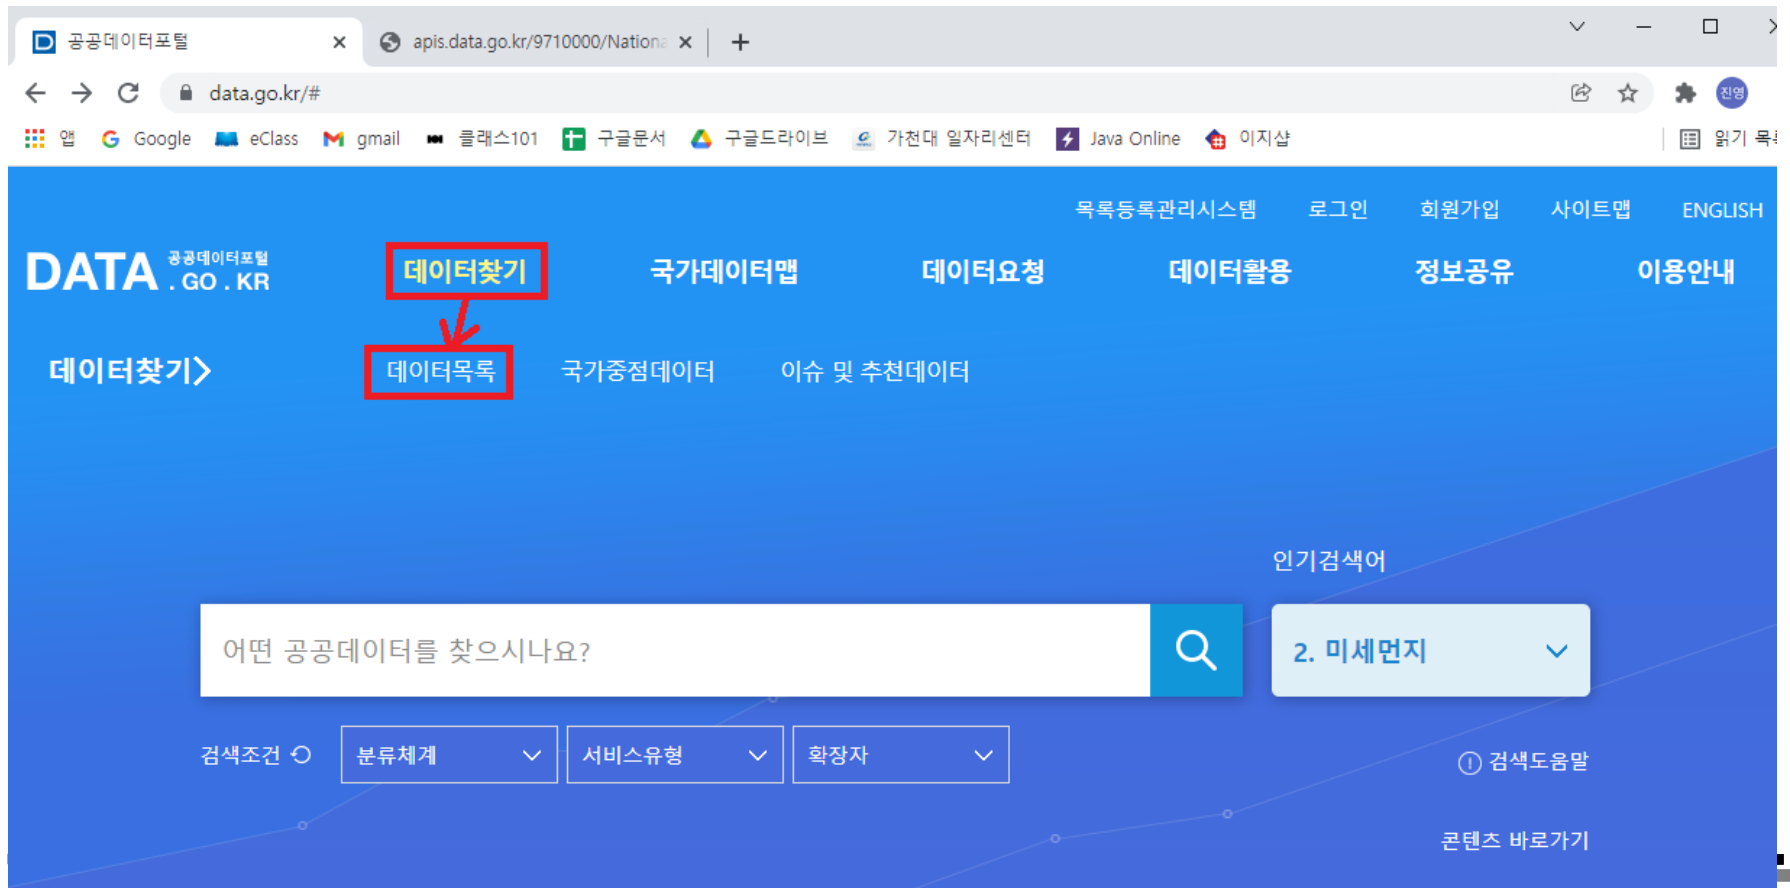 공공데이터포털
apis.data.go.kr/9710000/Nationa
data.go.kr/#
진영
앱 Google eClass gmail 클래스101 구글문서 구글드라이브 가천대 일자리센터 Java Online 이지샵 읽기
목록등록관리시스템 로그인 회원가입 사이트맵 ENGLISH
DATA 공공데이터포털
. GO . KR
데이터찾기 국가데이터맵 데이터요청 데이터활용 정보공유 이용안내
데이터찾기 데이터목록 국가중점데이터 이슈 및 추천데이터
인기검색어
어떤 공공데이터를 찾으시나요?
2. 미세먼지
검색조건 분류체계 서비스유형 확장자
검색도움말
콘텐츠 바로가기